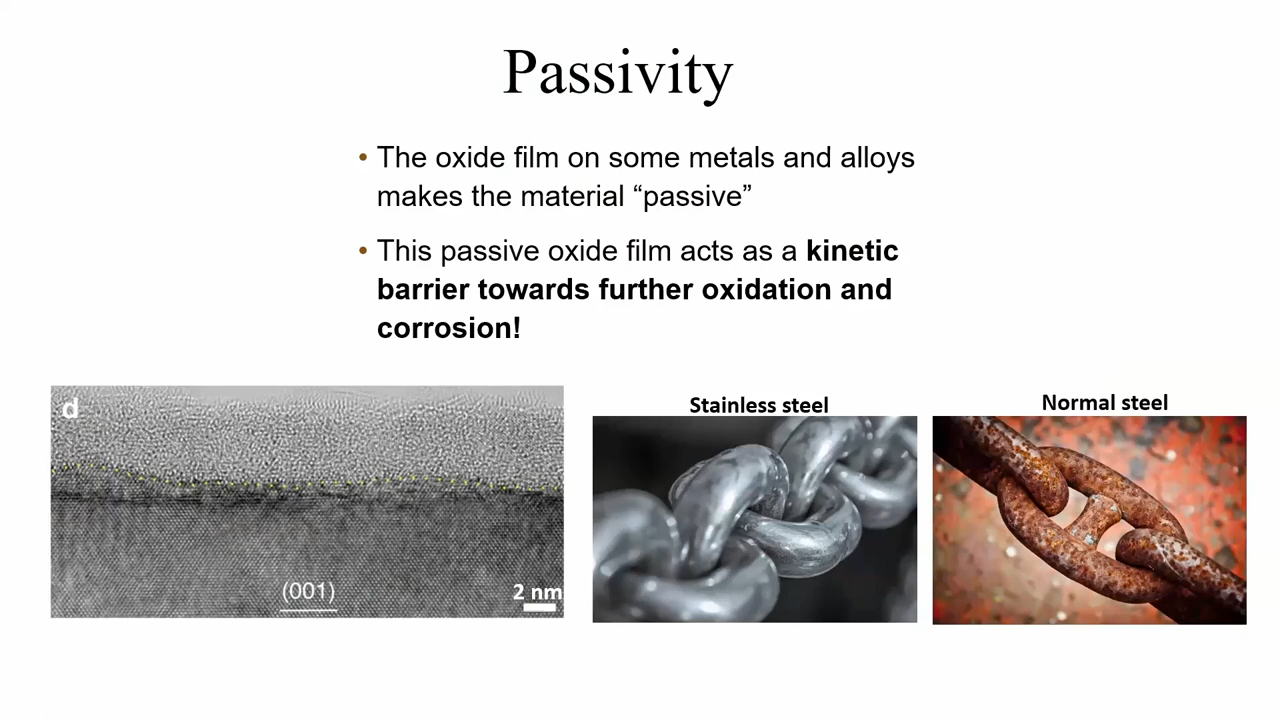 Passivity
• The oxide film on some metals and alloys
makes the material “passive”
• This passive oxide film acts as a kinetic
barrier towards further oxidation and
corrosion!
d
(001)
2 nm
Stainless steel
Normal steel